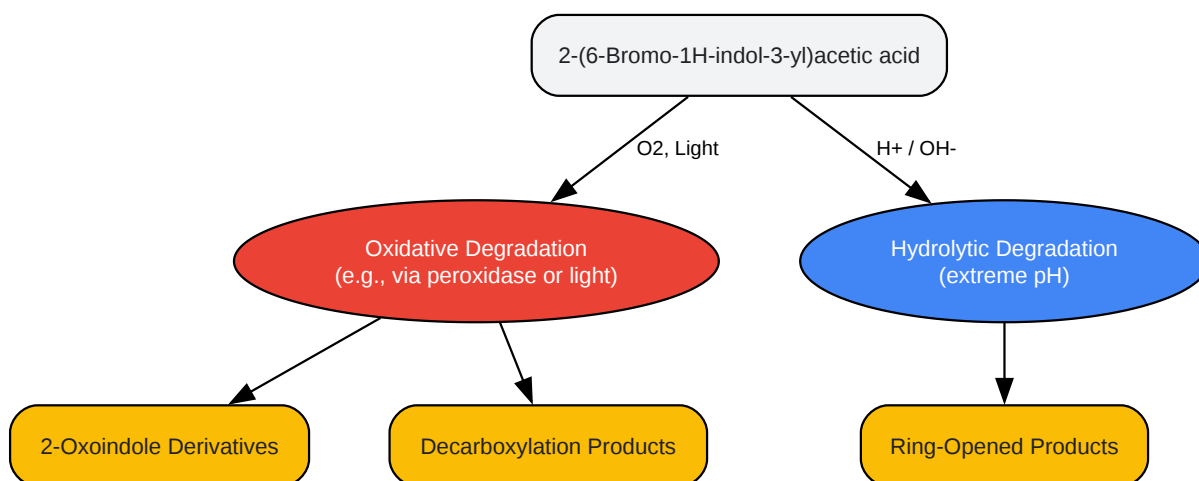 2-(6-Bromo-1H-indol-3-yl)acetic acid
O2, Light
H+ / OH-
Oxidative Degradation
(e.g., via peroxidase or light)
Hydrolytic Degradation
(extreme pH)
2-Oxoindole Derivatives
Decarboxylation Products
Ring-Opened Products